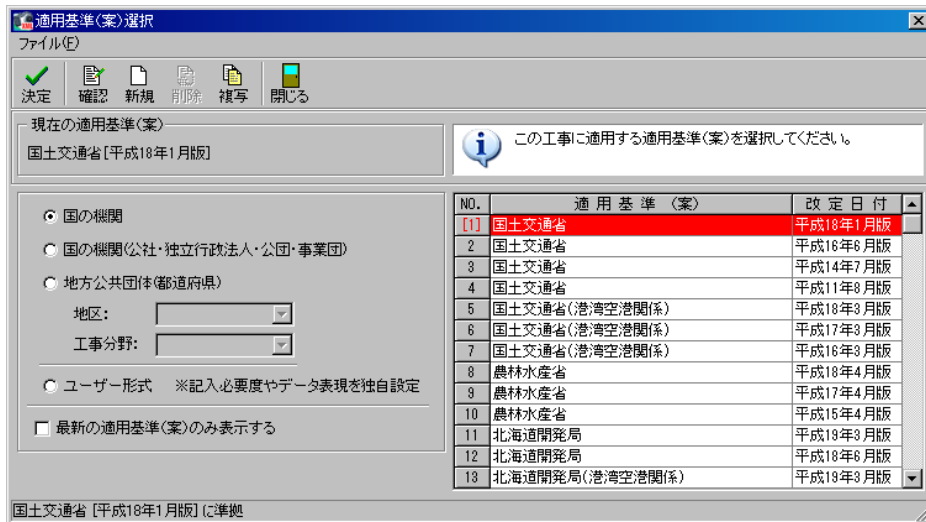 適用基準(案)選択
ファイル(F)
決定 確認 新規 削除 複写 閉じる
現在の適用基準(案)
国土交通省[平成18年1月版]
この工事に適用する適用基準(案)を選択してください。
国の機関
国の機関(公社・独立行政法人・公団・事業団)
地方公共団体(都道府県)
地区:
工事分野:
ユーザー形式 ※記入必要度やデータ表現を独自設定
最新の適用基準(案)のみ表示する
NO. 適用基準 (案) 改定日付
[1] 国土交通省 平成18年1月版
2 国土交通省 平成16年6月版
3 国土交通省 平成14年7月版
4 国土交通省 平成11年8月版
5 国土交通省(港湾空港関係) 平成18年3月版
6 国土交通省(港湾空港関係) 平成17年3月版
7 国土交通省(港湾空港関係) 平成16年3月版
8 農林水産省 平成18年4月版
9 農林水産省 平成17年4月版
10 農林水産省 平成15年4月版
11 北海道開発局 平成19年3月版
12 北海道開発局 平成18年6月版
13 北海道開発局(港湾空港関係) 平成19年3月版
国土交通省 [平成18年1月版] に準拠